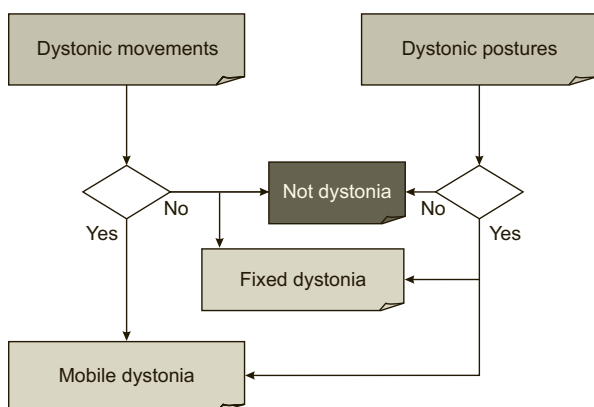 Dystonic movements
Dystonic postures
Not dystonia
No
No
Yes
Yes
Fixed dystonia
Mobile dystonia